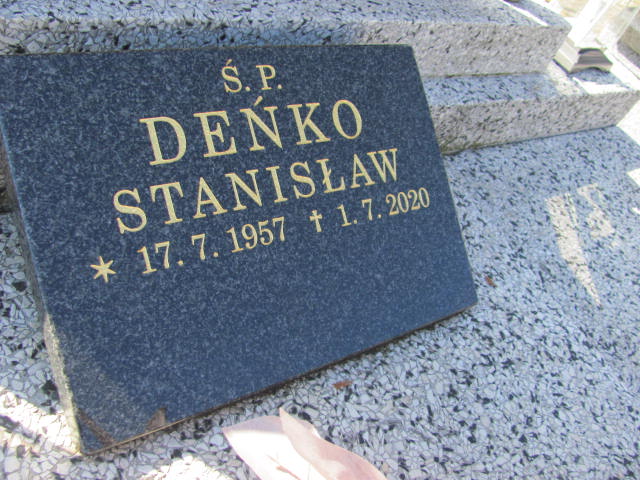 Ś. P.
DEŃKO
STANISŁAW
* 17. 7. 1957 † 1. 7. 2020